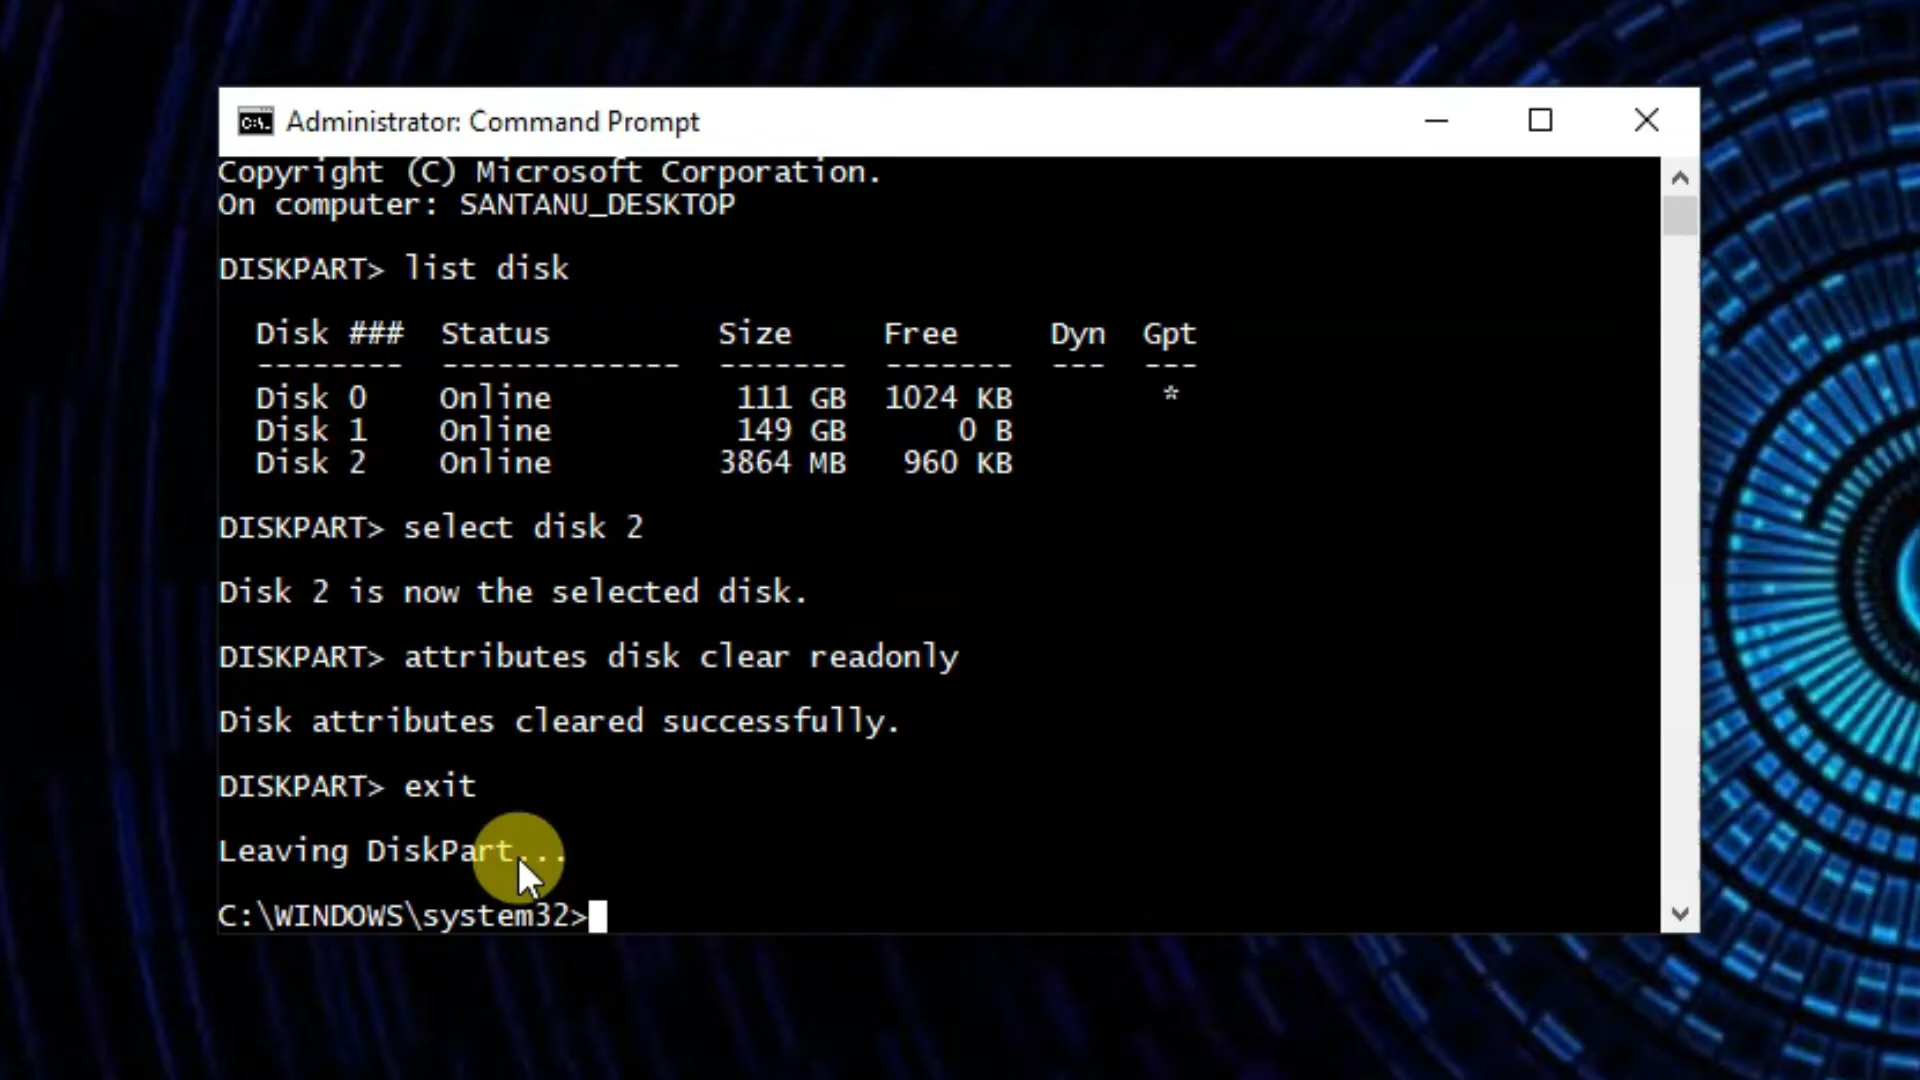 Administrator: Command Prompt
Copyright (C) Microsoft Corporation.
On computer: SANTANU_DESKTOP
DISKPART> list disk
Disk ###  Status         Size     Free     Dyn  Gpt
--------  -------------  -------  -------  ---  ---
Disk 0    Online          111 GB  1024 KB        *
Disk 1    Online          149 GB      0 B
Disk 2    Online         3864 MB   960 KB
DISKPART> select disk 2
Disk 2 is now the selected disk.
DISKPART> attributes disk clear readonly
Disk attributes cleared successfully.
DISKPART> exit
Leaving DiskPart...
C:\WINDOWS\system32>